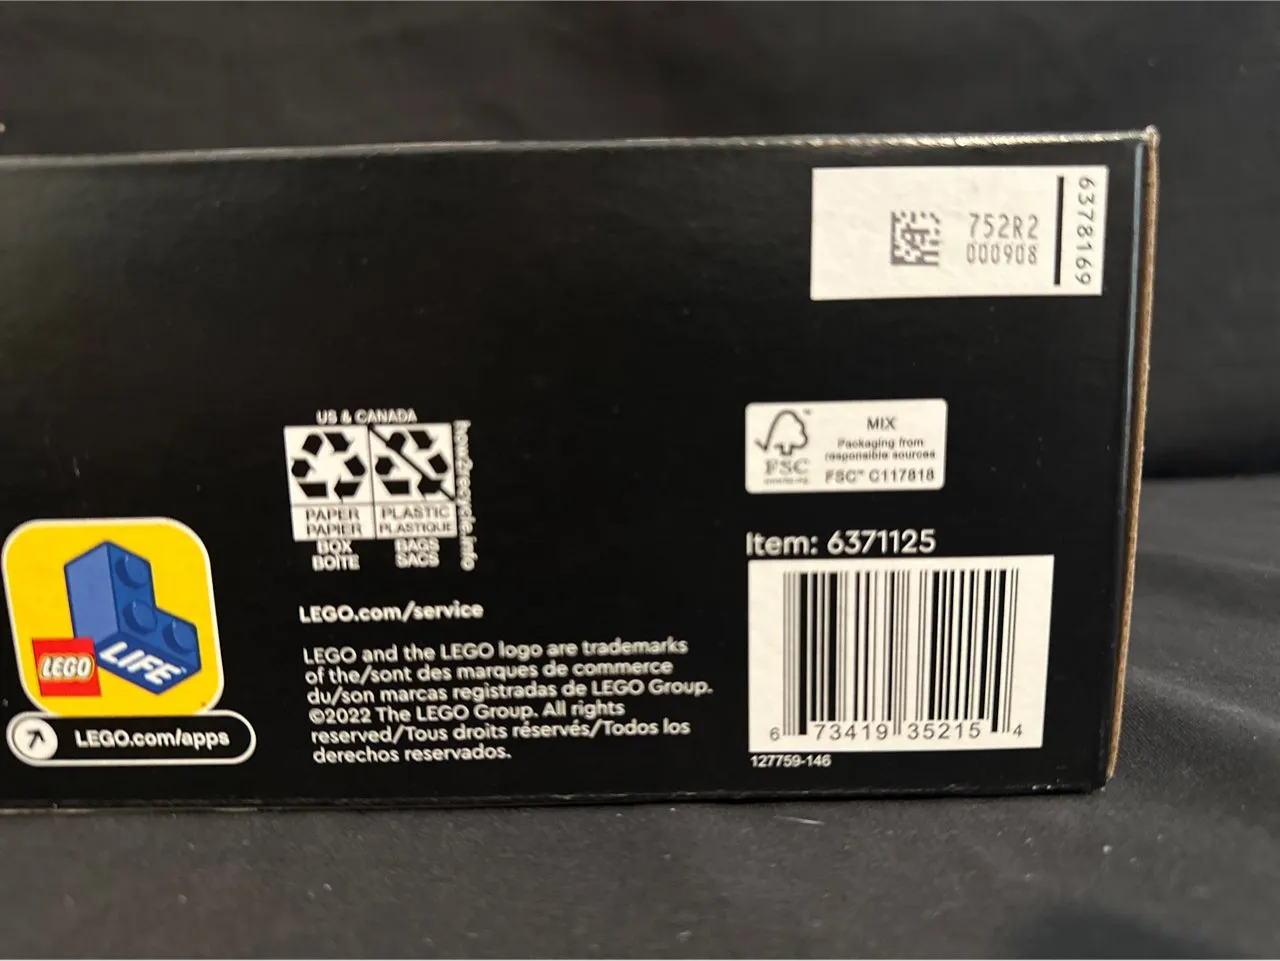 752R2
000908
6378169
US & CANADA
PAPER
PAPIER
BOX
BOÎTE
PLASTIC
PLASTIQUE
BAGS
SACS
how2recycle.info
FSC
MIX
Packaging from
responsible sources
FSC™ C117818
LEGO
LIFE
LEGO.com/apps
LEGO.com/service
LEGO and the LEGO logo are trademarks
of the/sont des marques de commerce
du/son marcas registradas de LEGO Group.
©2022 The LEGO Group. All rights
reserved/Tous droits réservés/Todos los
derechos reservados.
Item: 6371125
6 73419 35215 4
127759-146